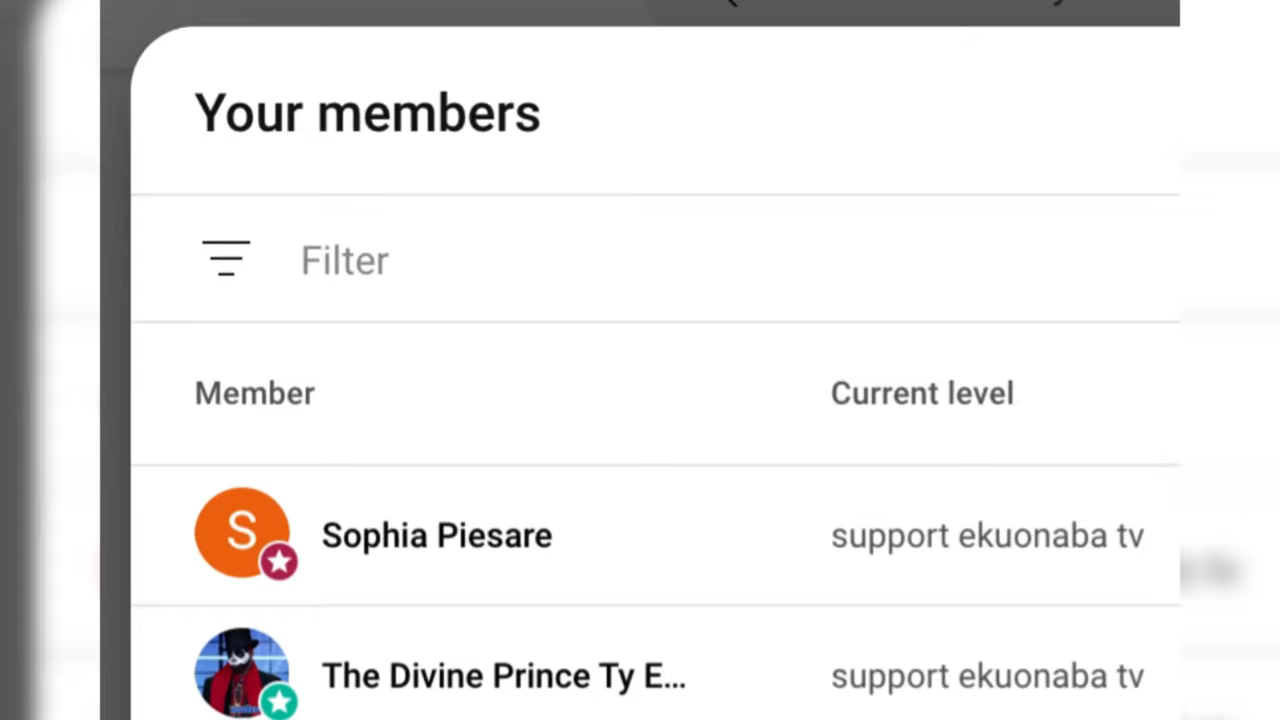 Your members
Filter
Member Current level
S Sophia Piesare support ekuonaba tv
The Divine Prince Ty E... support ekuonaba tv